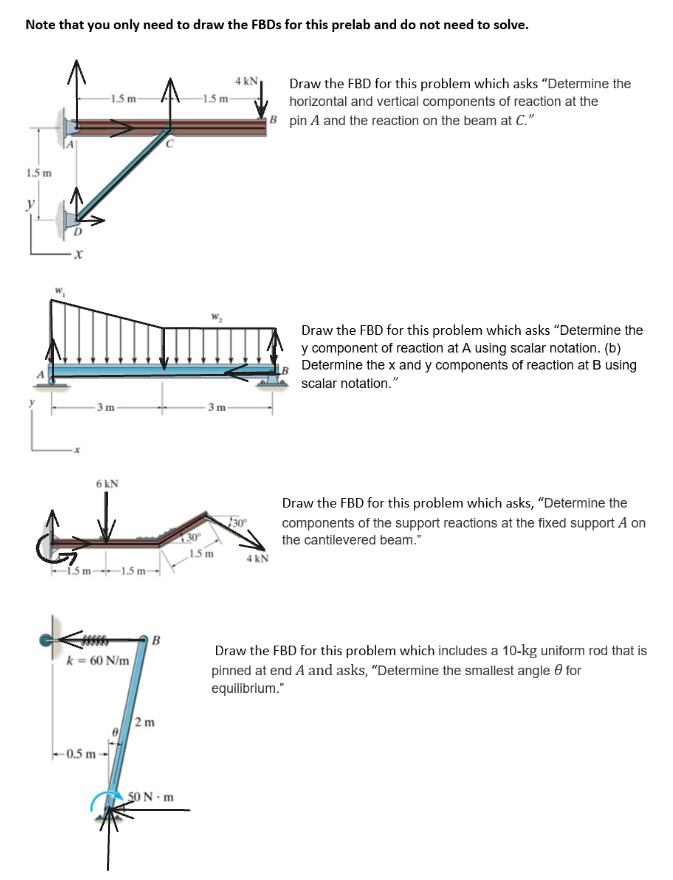 Note that you only need to draw the FBDs for this prelab and do not need to solve.
4 kN
1.5 m
1.5 m
Draw the FBD for this problem which asks “Determine the
horizontal and vertical components of reaction at the
B
pin A and the reaction on the beam at C.”
A
C
1.5 m
y
D
x
w₁
w₂
Draw the FBD for this problem which asks “Determine the
y component of reaction at A using scalar notation. (b)
Determine the x and y components of reaction at B using
scalar notation.”
A
B
y
3 m
3 m
x
6 kN
Draw the FBD for this problem which asks, “Determine the
components of the support reactions at the fixed support A on
the cantilevered beam.”
30°
30°
1.5 m
4 kN
1.5 m
1.5 m
B
k = 60 N/m
Draw the FBD for this problem which includes a 10-kg uniform rod that is
pinned at end A and asks, “Determine the smallest angle θ for
equilibrium.”
2 m
θ
0.5 m
50 N · m